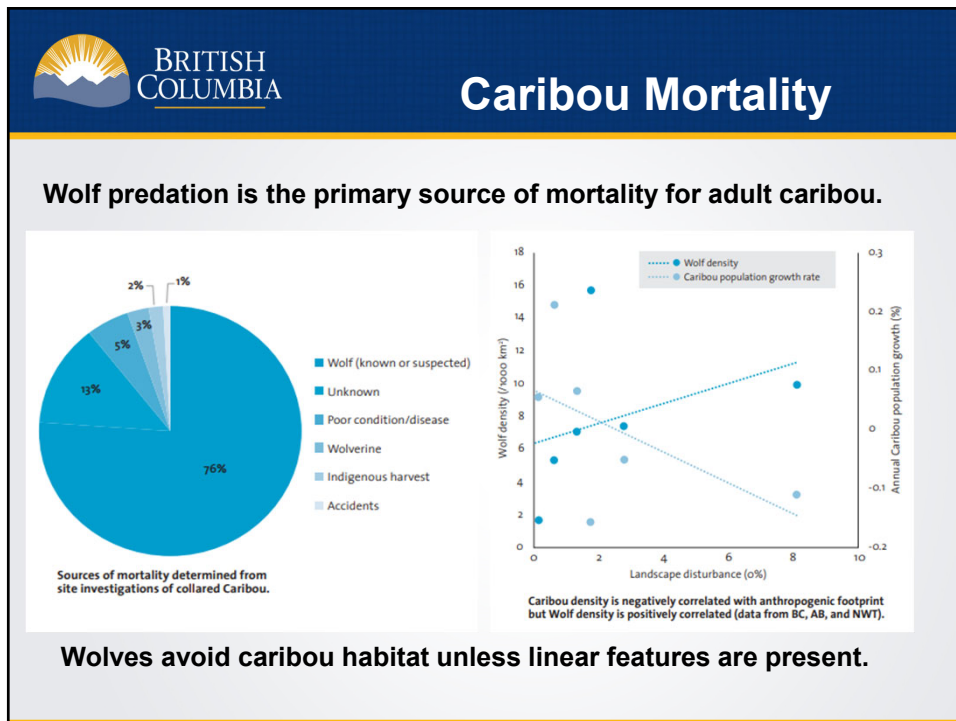 BRITISH
COLUMBIA
Caribou Mortality
Wolf predation is the primary source of mortality for adult caribou.
2%
1%
3%
5%
13%
76%
Wolf (known or suspected)
Unknown
Poor condition/disease
Wolverine
Indigenous harvest
Accidents
Sources of mortality determined from
site investigations of collared Caribou.
Wolf density
Caribou population growth rate
Wolf density (/1000 km²)
18
16
14
12
10
8
6
4
2
0
0
2
4
6
8
10
Landscape disturbance (0%)
0.3
0.2
0.1
0
-0.1
-0.2
Annual Caribou population growth (%)
Caribou density is negatively correlated with anthropogenic footprint
but Wolf density is positively correlated (data from BC, AB, and NWT).
Wolves avoid caribou habitat unless linear features are present.